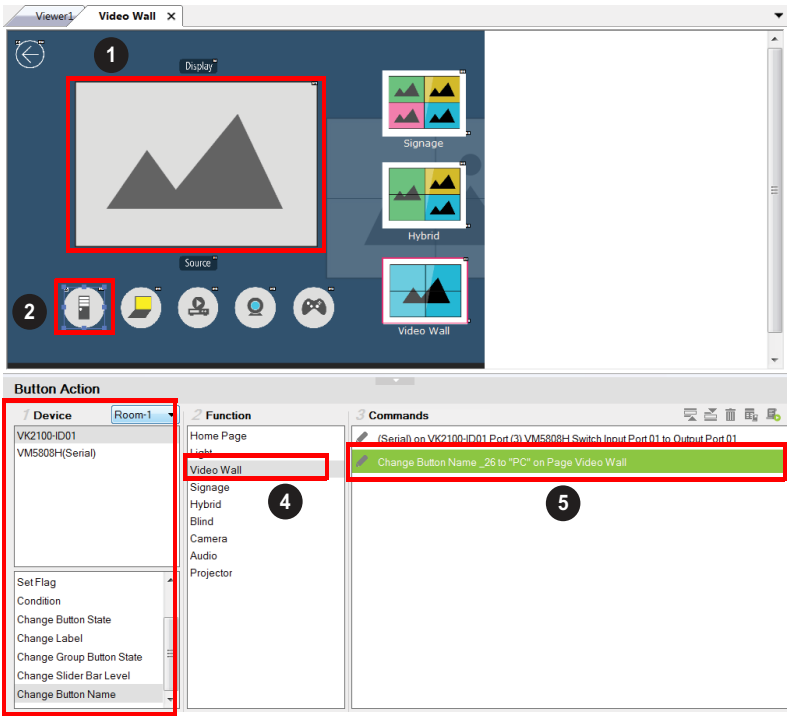 Viewer1 Video Wall X
1
Display
Signage
Hybrid
Source
2
Video Wall
Button Action
1 Device Room-1
VK2100-ID01
VM5808H(Serial)
Set Flag
Condition
Change Button State
Change Label
Change Group Button State
Change Slider Bar Level
Change Button Name
2 Function
Home Page
Light
Video Wall
Signage
Hybrid
Blind
Camera
Audio
Projector
4
3 Commands
(Serial) on VK2100-ID01 Port (3) VM5808H Switch Input Port 01 to Output Port 01
Change Button Name _26 to "PC" on Page Video Wall
5